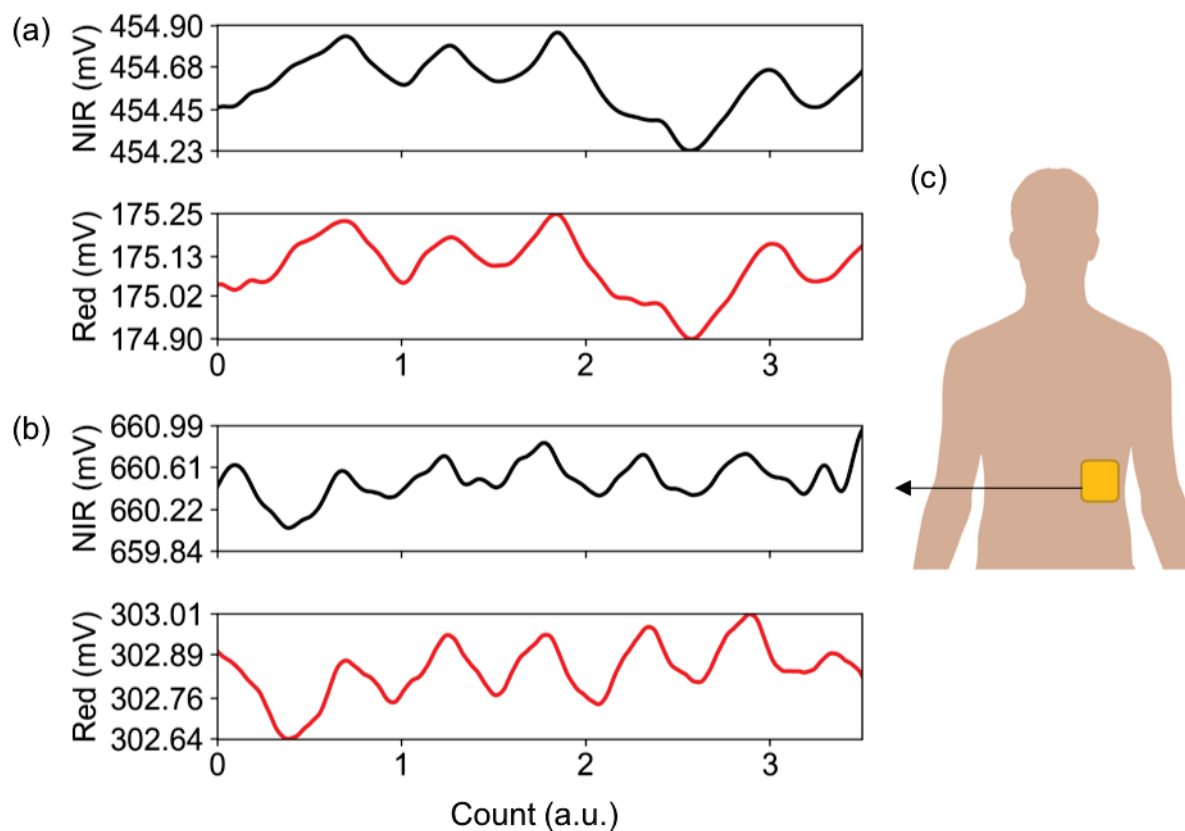 (a)
NIR (mV)
454.90
454.68
454.45
454.23
Red (mV)
175.25
175.13
175.02
174.90
0 1 2 3
(b)
NIR (mV)
660.99
660.61
660.22
659.84
Red (mV)
303.01
302.89
302.76
302.64
0 1 2 3
Count (a.u.)
(c)